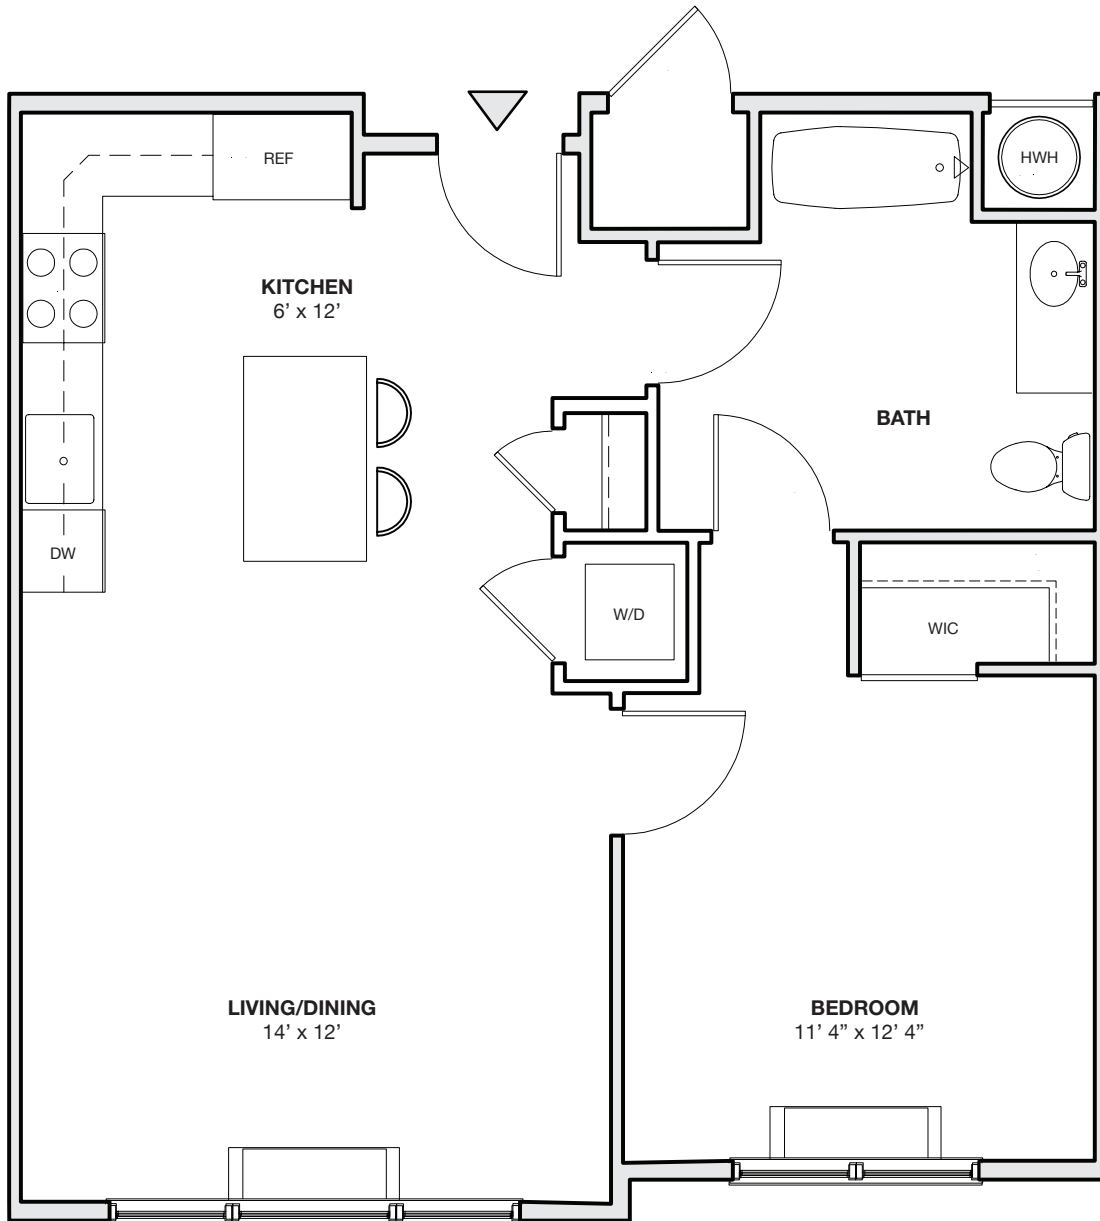 REF
HWH
KITCHEN
6’ x 12’
BATH
DW
W/D
WIC
LIVING/DINING
14’ x 12’
BEDROOM
11’ 4” x 12’ 4”